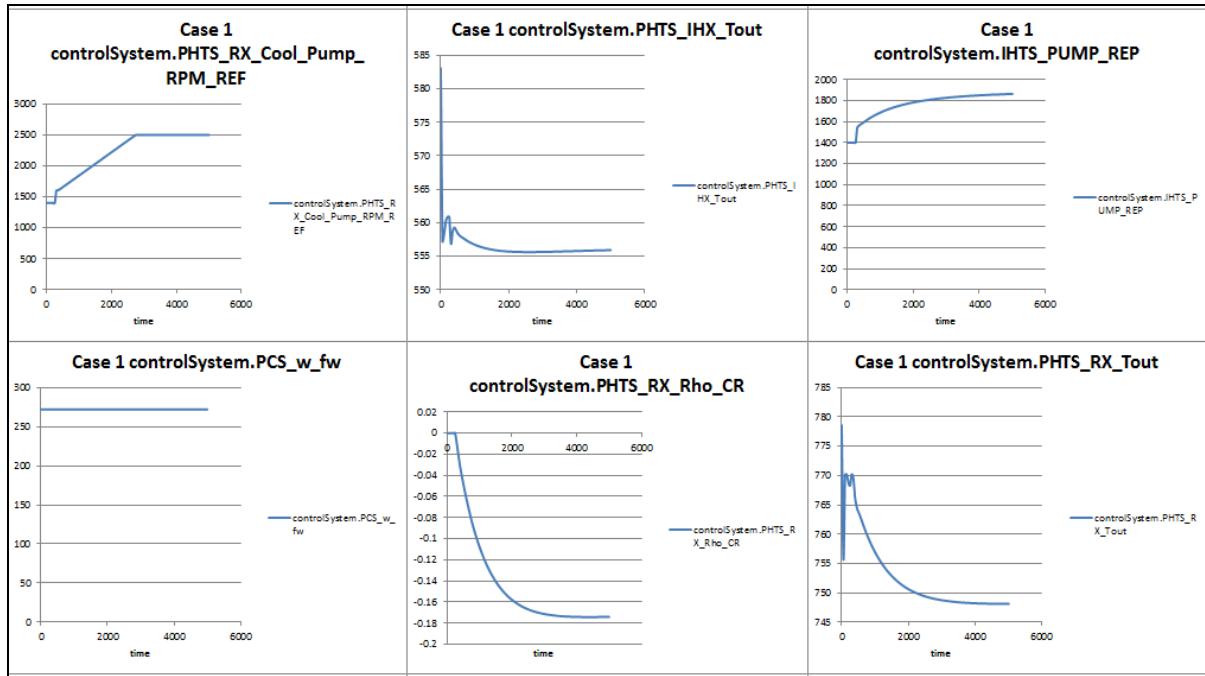 Case 1
controlSystem.PHTS_RX_Cool_Pump_
RPM_REF
3000
2500
2000
1500
1000
500
0
0 2000 4000 6000
time
controlSystem.PHTS_R
X_Cool_Pump_RPM_R
EF
Case 1 controlSystem.PHTS_IHX_Tout
585
580
575
570
565
560
555
550
0 2000 4000 6000
time
controlSystem.PHTS_I
HX_Tout
Case 1
controlSystem.IHTS_PUMP_REP
2000
1800
1600
1400
1200
1000
800
600
400
200
0
0 2000 4000 6000
time
controlSystem.IHTS_P
UMP_REP
Case 1 controlSystem.PCS_w_fw
300
250
200
150
100
50
0
0 2000 4000 6000
time
controlSystem.PCS_w_
fw
Case 1
controlSystem.PHTS_RX_Rho_CR
0.02
0
0 2000 4000 6000
-0.02
-0.04
-0.06
-0.08
-0.1
-0.12
-0.14
-0.16
-0.18
-0.2
time
controlSystem.PHTS_R
X_Rho_CR
Case 1 controlSystem.PHTS_RX_Tout
785
780
775
770
765
760
755
750
745
0 2000 4000 6000
time
controlSystem.PHTS_R
X_Tout